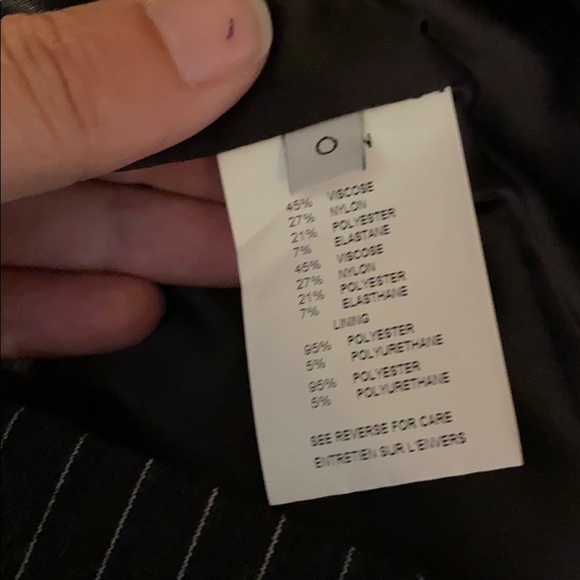 O
45% VISCOSE
27% NYLON
21% POLYESTER
7% ELASTANE
45% VISCOSE
27% NYLON
21% POLYESTER
7% ELASTHANE
LINING
95% POLYESTER
5% POLYURETHANE
95% POLYESTER
5% POLYURETHANE
SEE REVERSE FOR CARE
ENTRETIEN SUR L'ENVERS